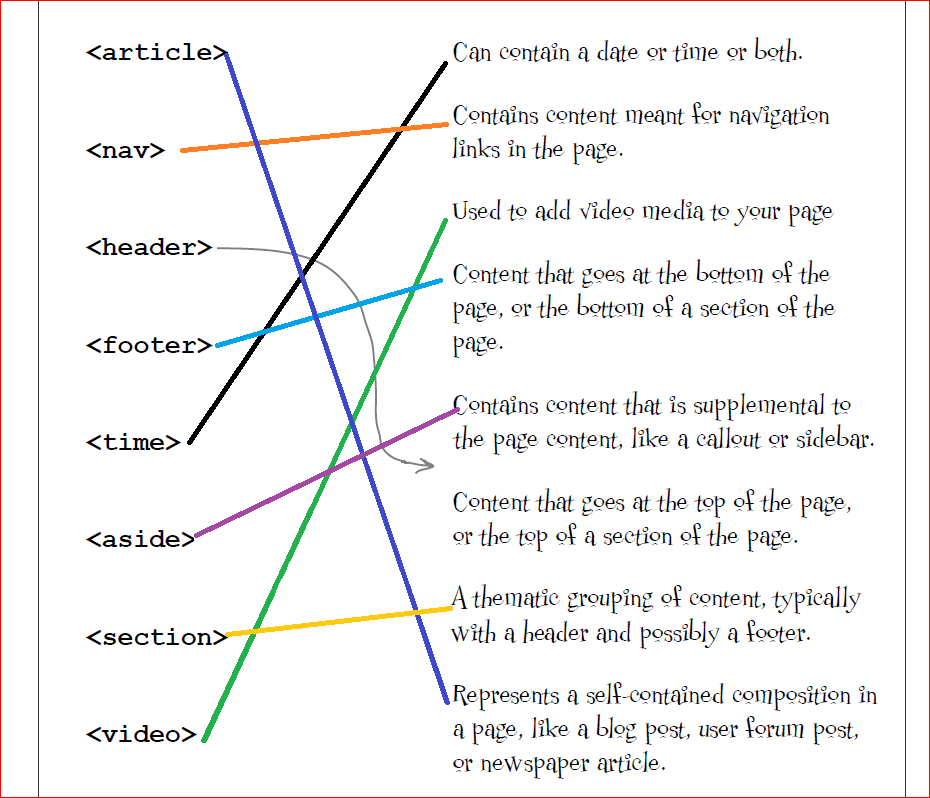 <article>
<nav>
<header>
<footer>
<time>
<aside>
<section>
<video>
Can contain a date or time or both.
Contains content meant for navigation
links in the page.
Used to add video media to your page
Content that goes at the bottom of the
page, or the bottom of a section of the
page.
Contains content that is supplemental to
the page content, like a callout or sidebar.
Content that goes at the top of the page,
or the top of a section of the page.
A thematic grouping of content, typically
with a header and possibly a footer.
Represents a self-contained composition in
a page, like a blog post, user forum post,
or newspaper article.